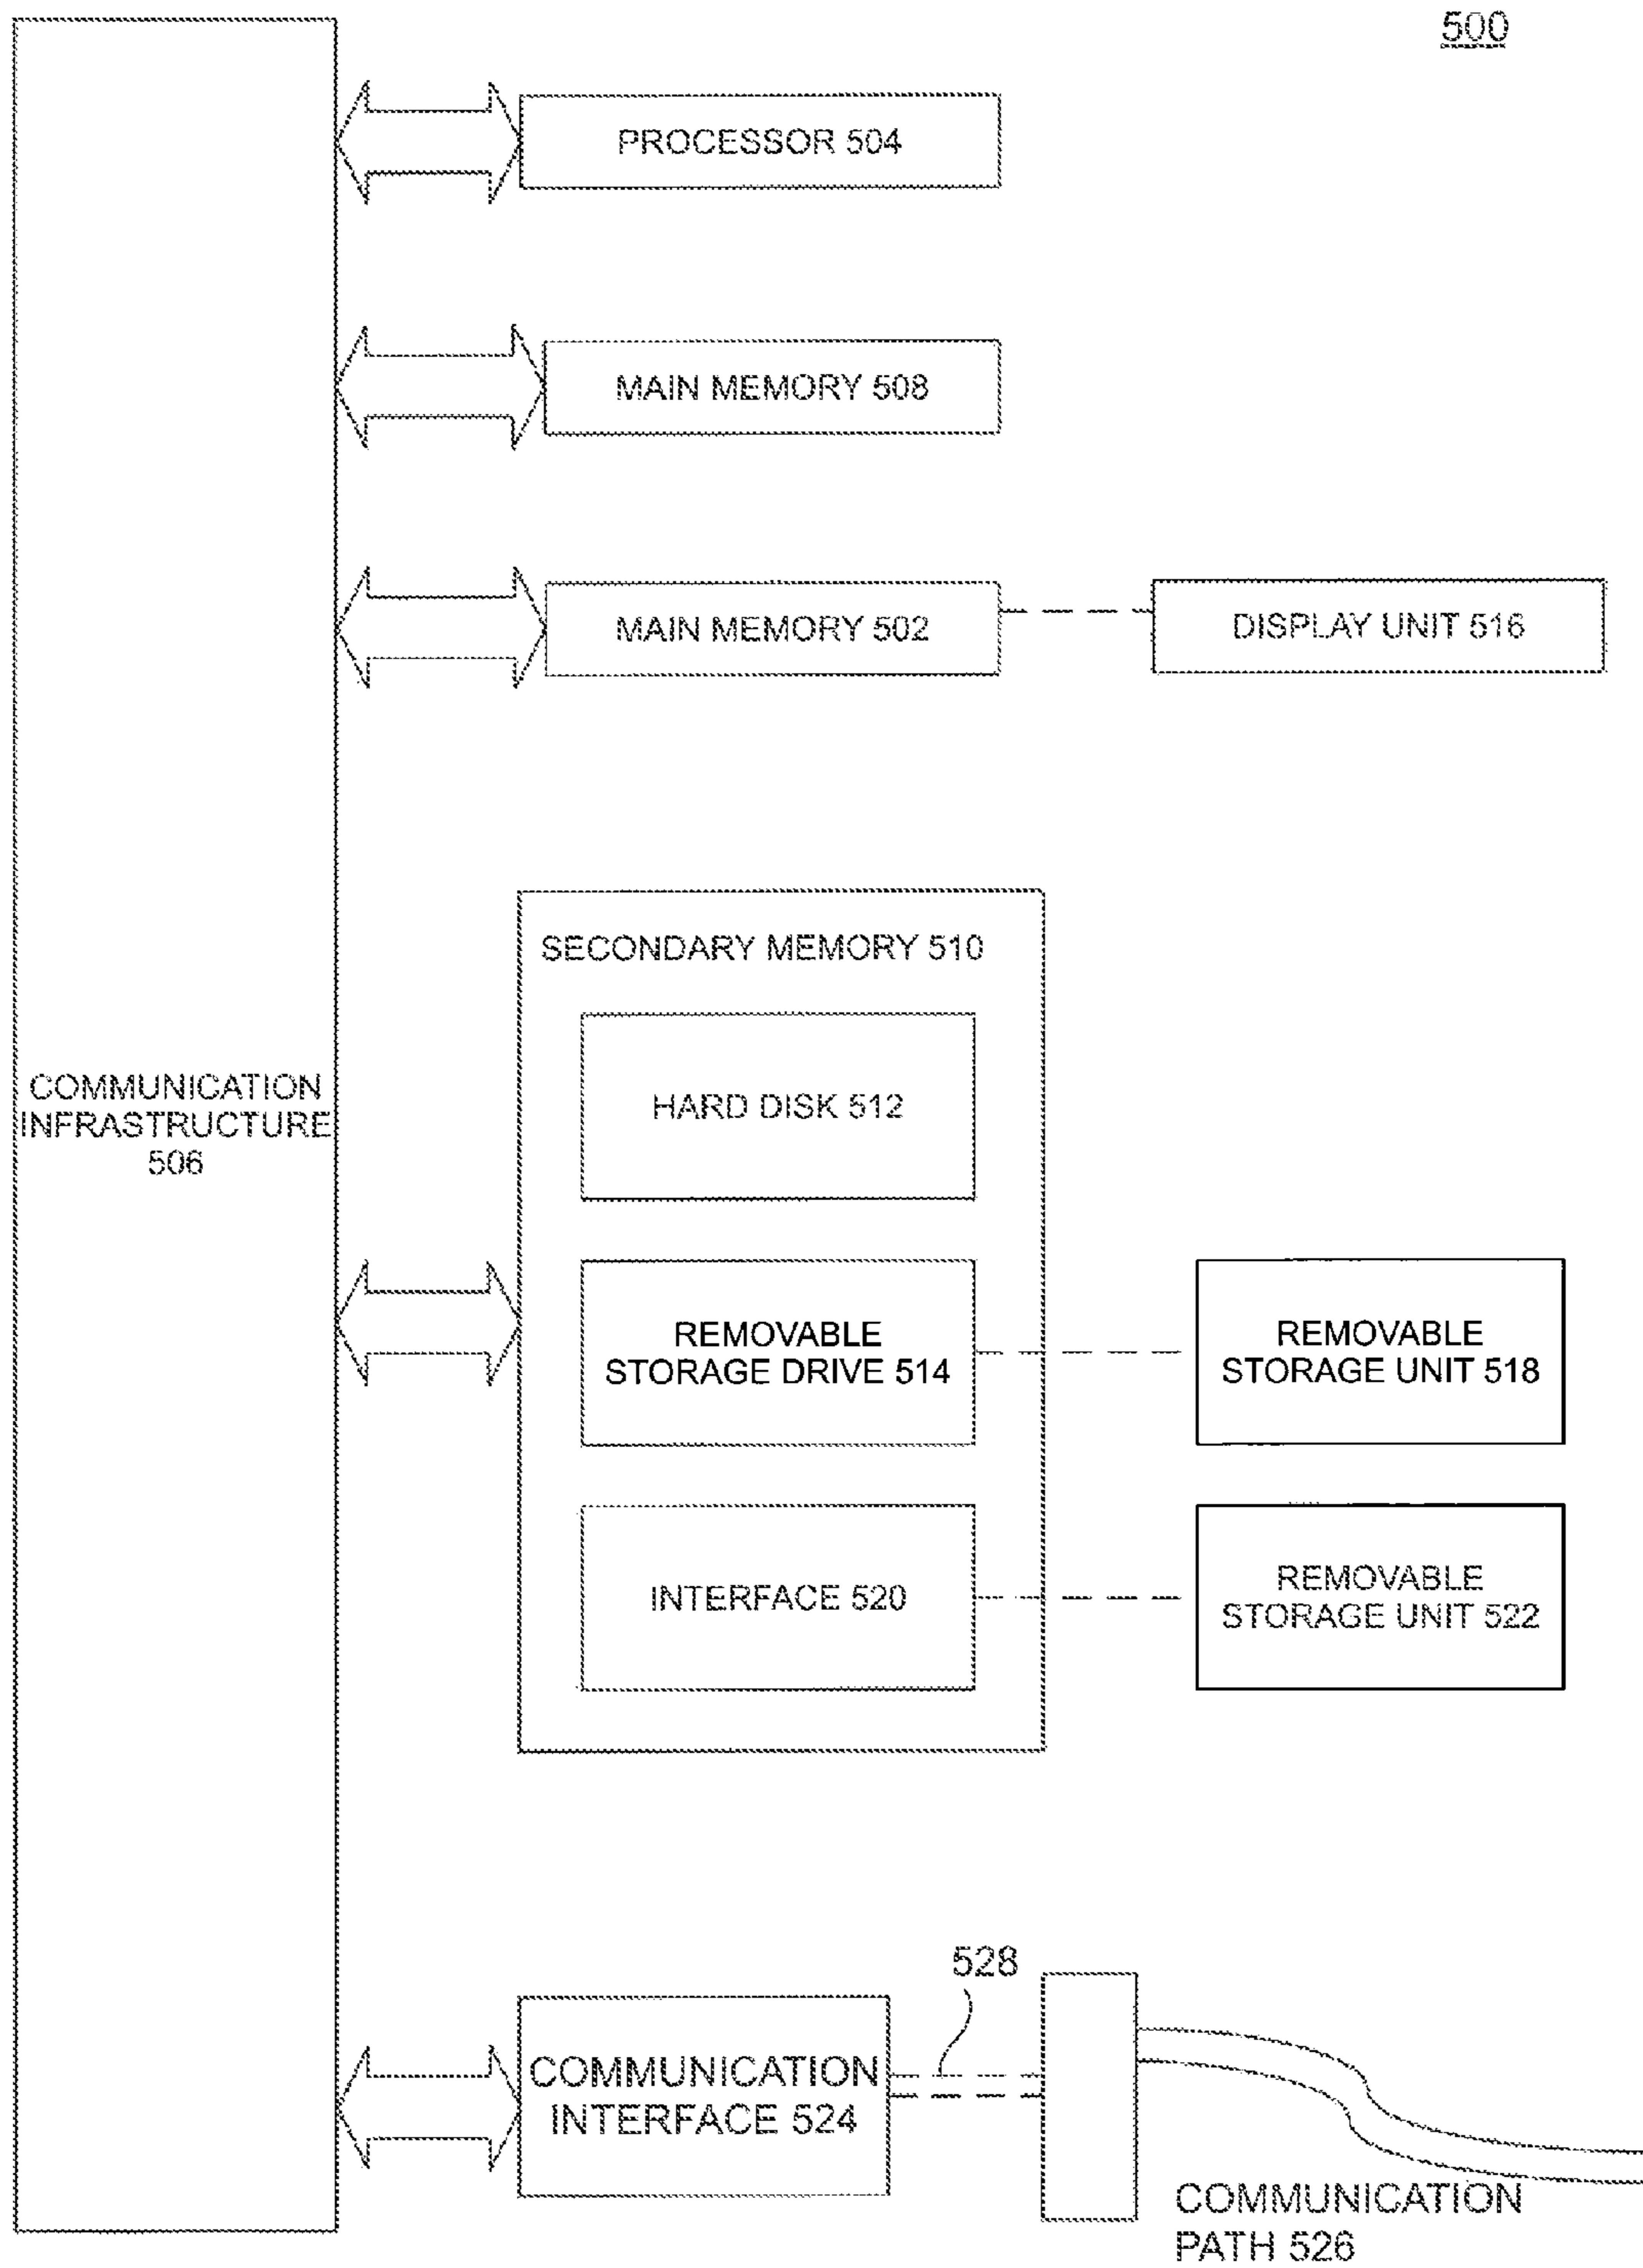 500
PROCESSOR 504
MAIN MEMORY 508
MAIN MEMORY 502
DISPLAY UNIT 516
SECONDARY MEMORY 510
HARD DISK 512
COMMUNICATION
INFRASTRUCTURE
506
REMOVABLE
STORAGE DRIVE 514
REMOVABLE
STORAGE UNIT 518
INTERFACE 520
REMOVABLE
STORAGE UNIT 522
528
COMMUNICATION
INTERFACE 524
COMMUNICATION
PATH 526